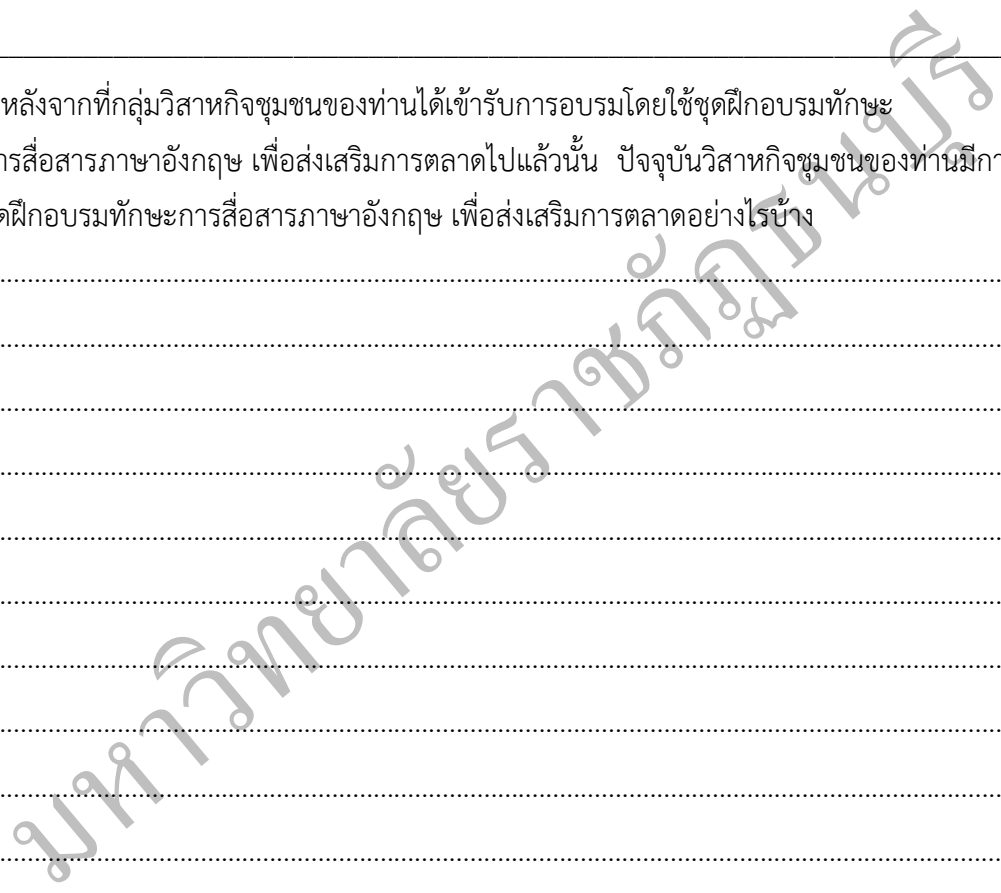 หลังจากที่กลุ่มวิสาหกิจชุมชนของท่านได้เข้ารับการอบรมโดยใช้ชุดฝึกอบรมทักษะ
ารสื่อสารภาษาอังกฤษ เพื่อส่งเสริมการตลาดไปแล้วนั้น ปัจจุบันวิสาหกิจชุมชนของท่านมีกา
ดฝึกอบรมทักษะการสื่อสารภาษาอังกฤษ เพื่อส่งเสริมการตลาดอย่างไรบ้าง
มหาวิทยาลัยราชภัฏธนบุรี